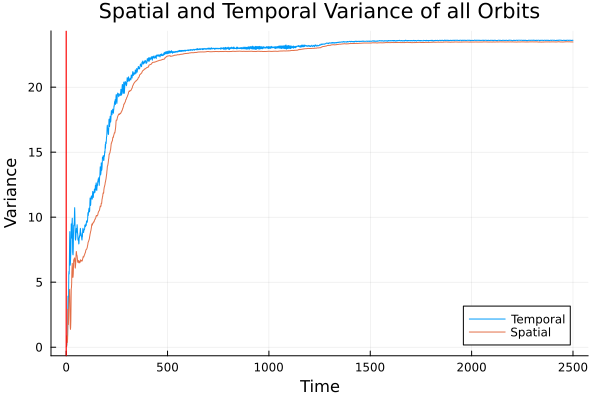 Spatial and Temporal Variance of all Orbits
Variance
20
15
10
5
0
Temporal
Spatial
0 500 1000 1500 2000 2500
Time